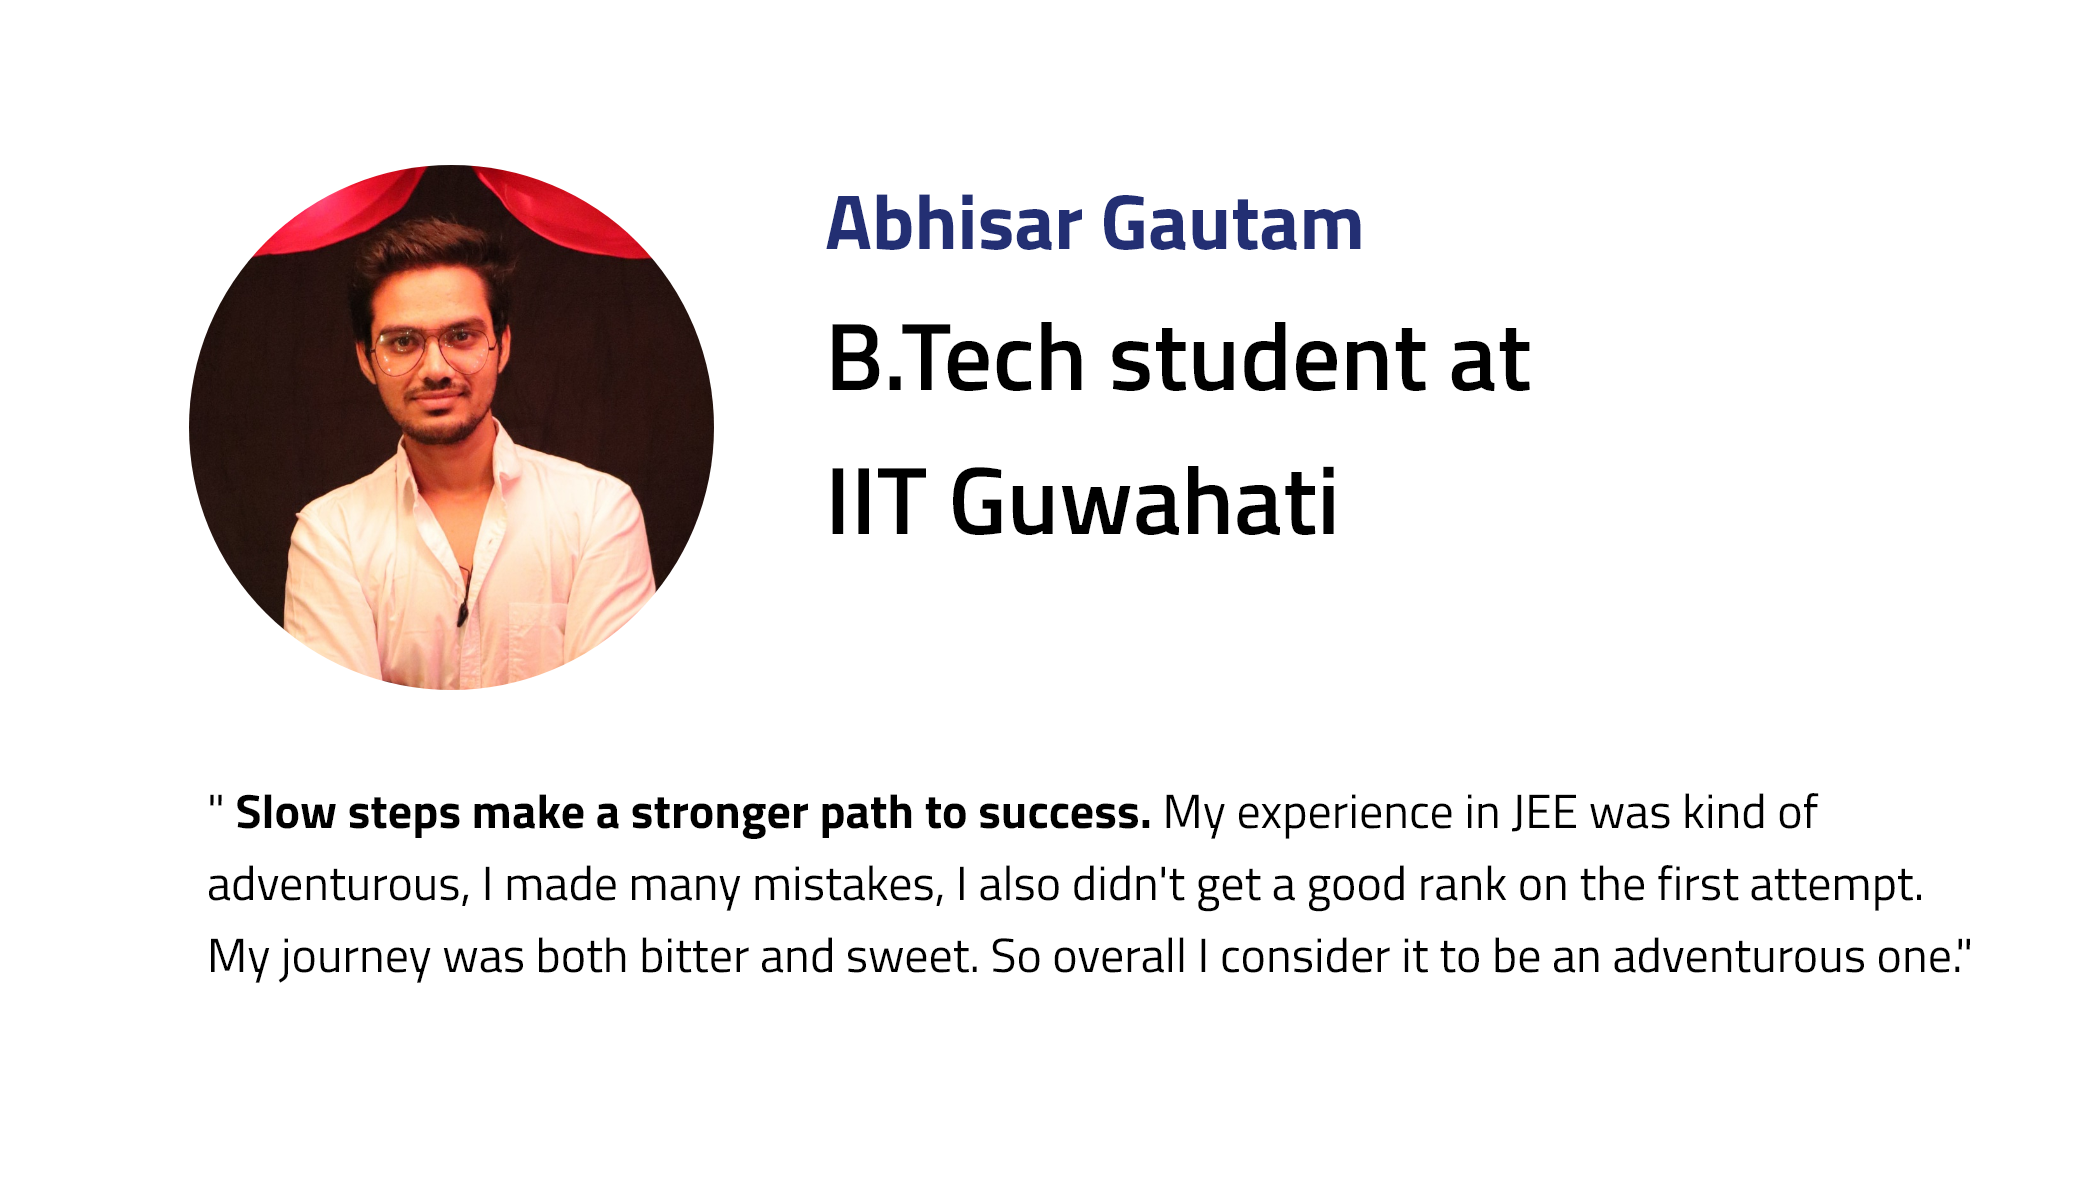 Abhisar Gautam
B.Tech student at
IIT Guwahati
" Slow steps make a stronger path to success. My experience in JEE was kind of
adventurous, I made many mistakes, I also didn't get a good rank on the first attempt.
My journey was both bitter and sweet. So overall I consider it to be an adventurous one."